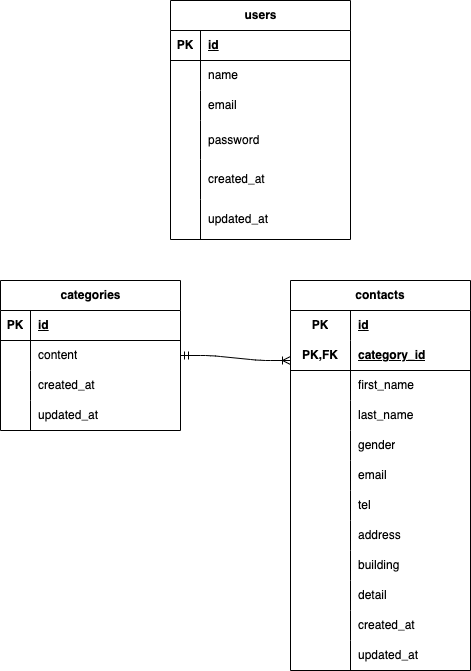 users
PK id
name
email
password
created_at
updated_at
categories
PK id
content
created_at
updated_at
contacts
PK id
PK,FK category_id
first_name
last_name
gender
email
tel
address
building
detail
created_at
updated_at